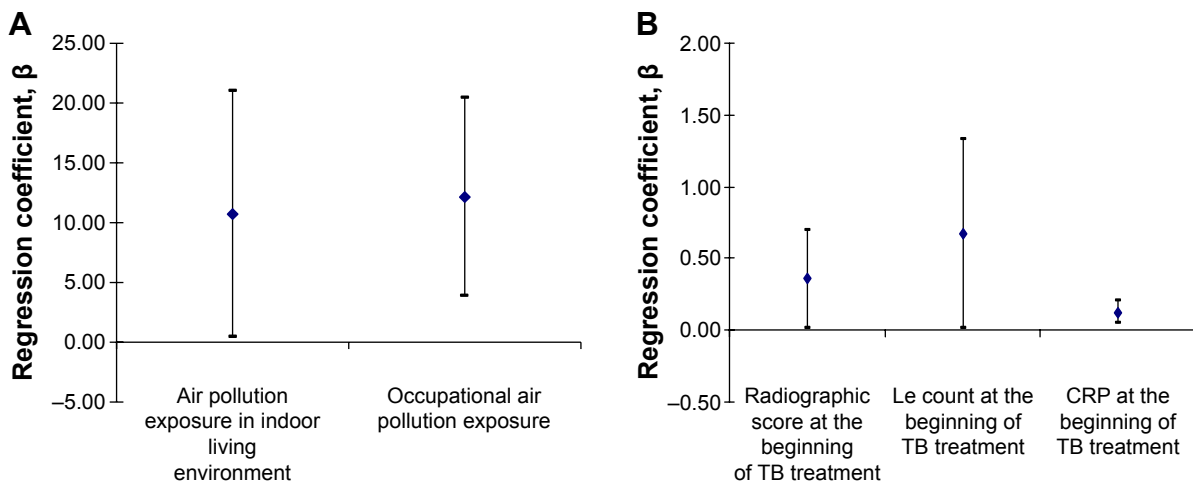 A
Regression coefficient, β
25.00
20.00
15.00
10.00
5.00
0.00
–5.00
Air pollution
exposure in indoor
living
environment
Occupational air
pollution exposure
B
Regression coefficient, β
2.00
1.50
1.00
0.50
0.00
–0.50
Radiographic
score at the
beginning
of TB treatment
Le count at the
beginning of
TB treatment
CRP at the
beginning of
TB treatment